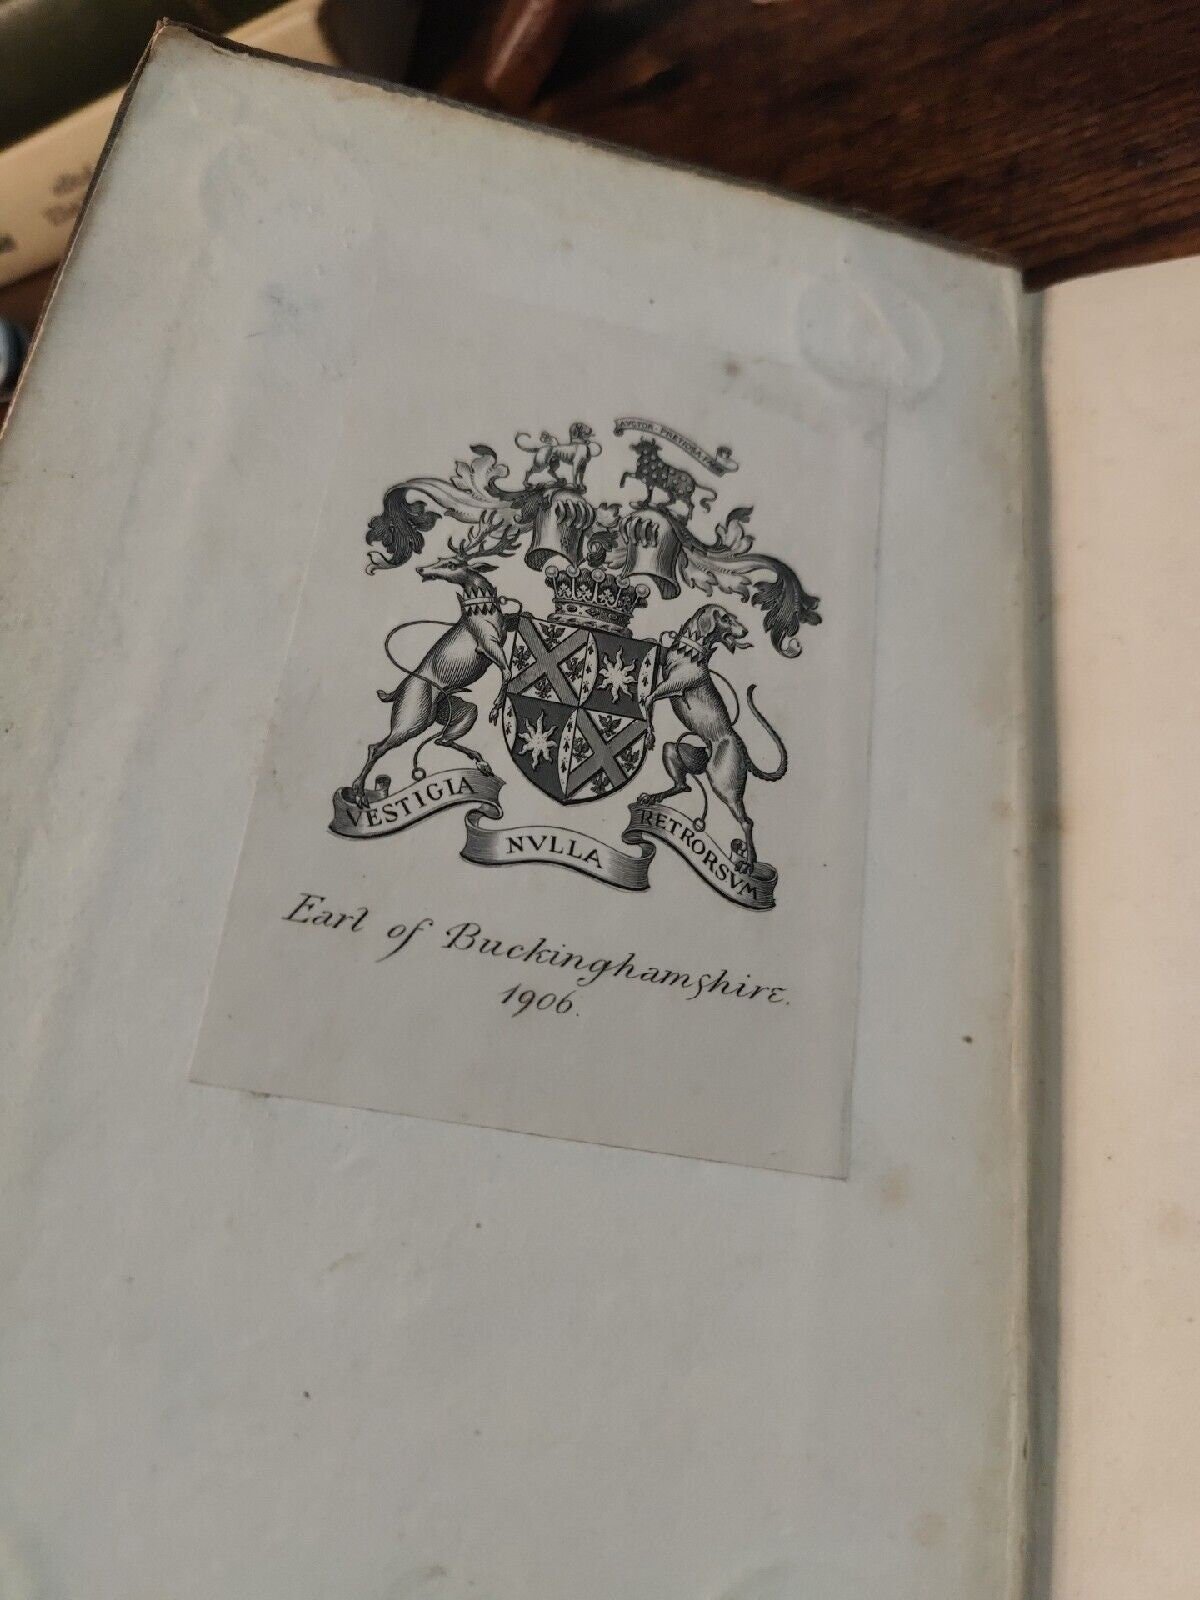 VESTIGIA
NVLLA
RETRORSVM
Earl of Buckinghamshire.
1906.